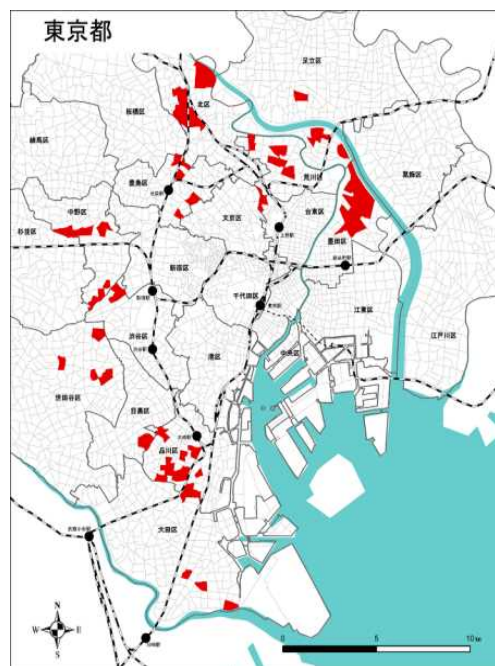 東京都
足立区
北区
板橋区
練馬区
荒川区
葛飾区
豊島区
中野区
文京区
台東区
杉並区
墨田区
新宿区
千代田区
江東区
江戸川区
渋谷区
港区
中央区
世田谷区
目黒区
品川区
大田区
N
W E
S
0 5 10